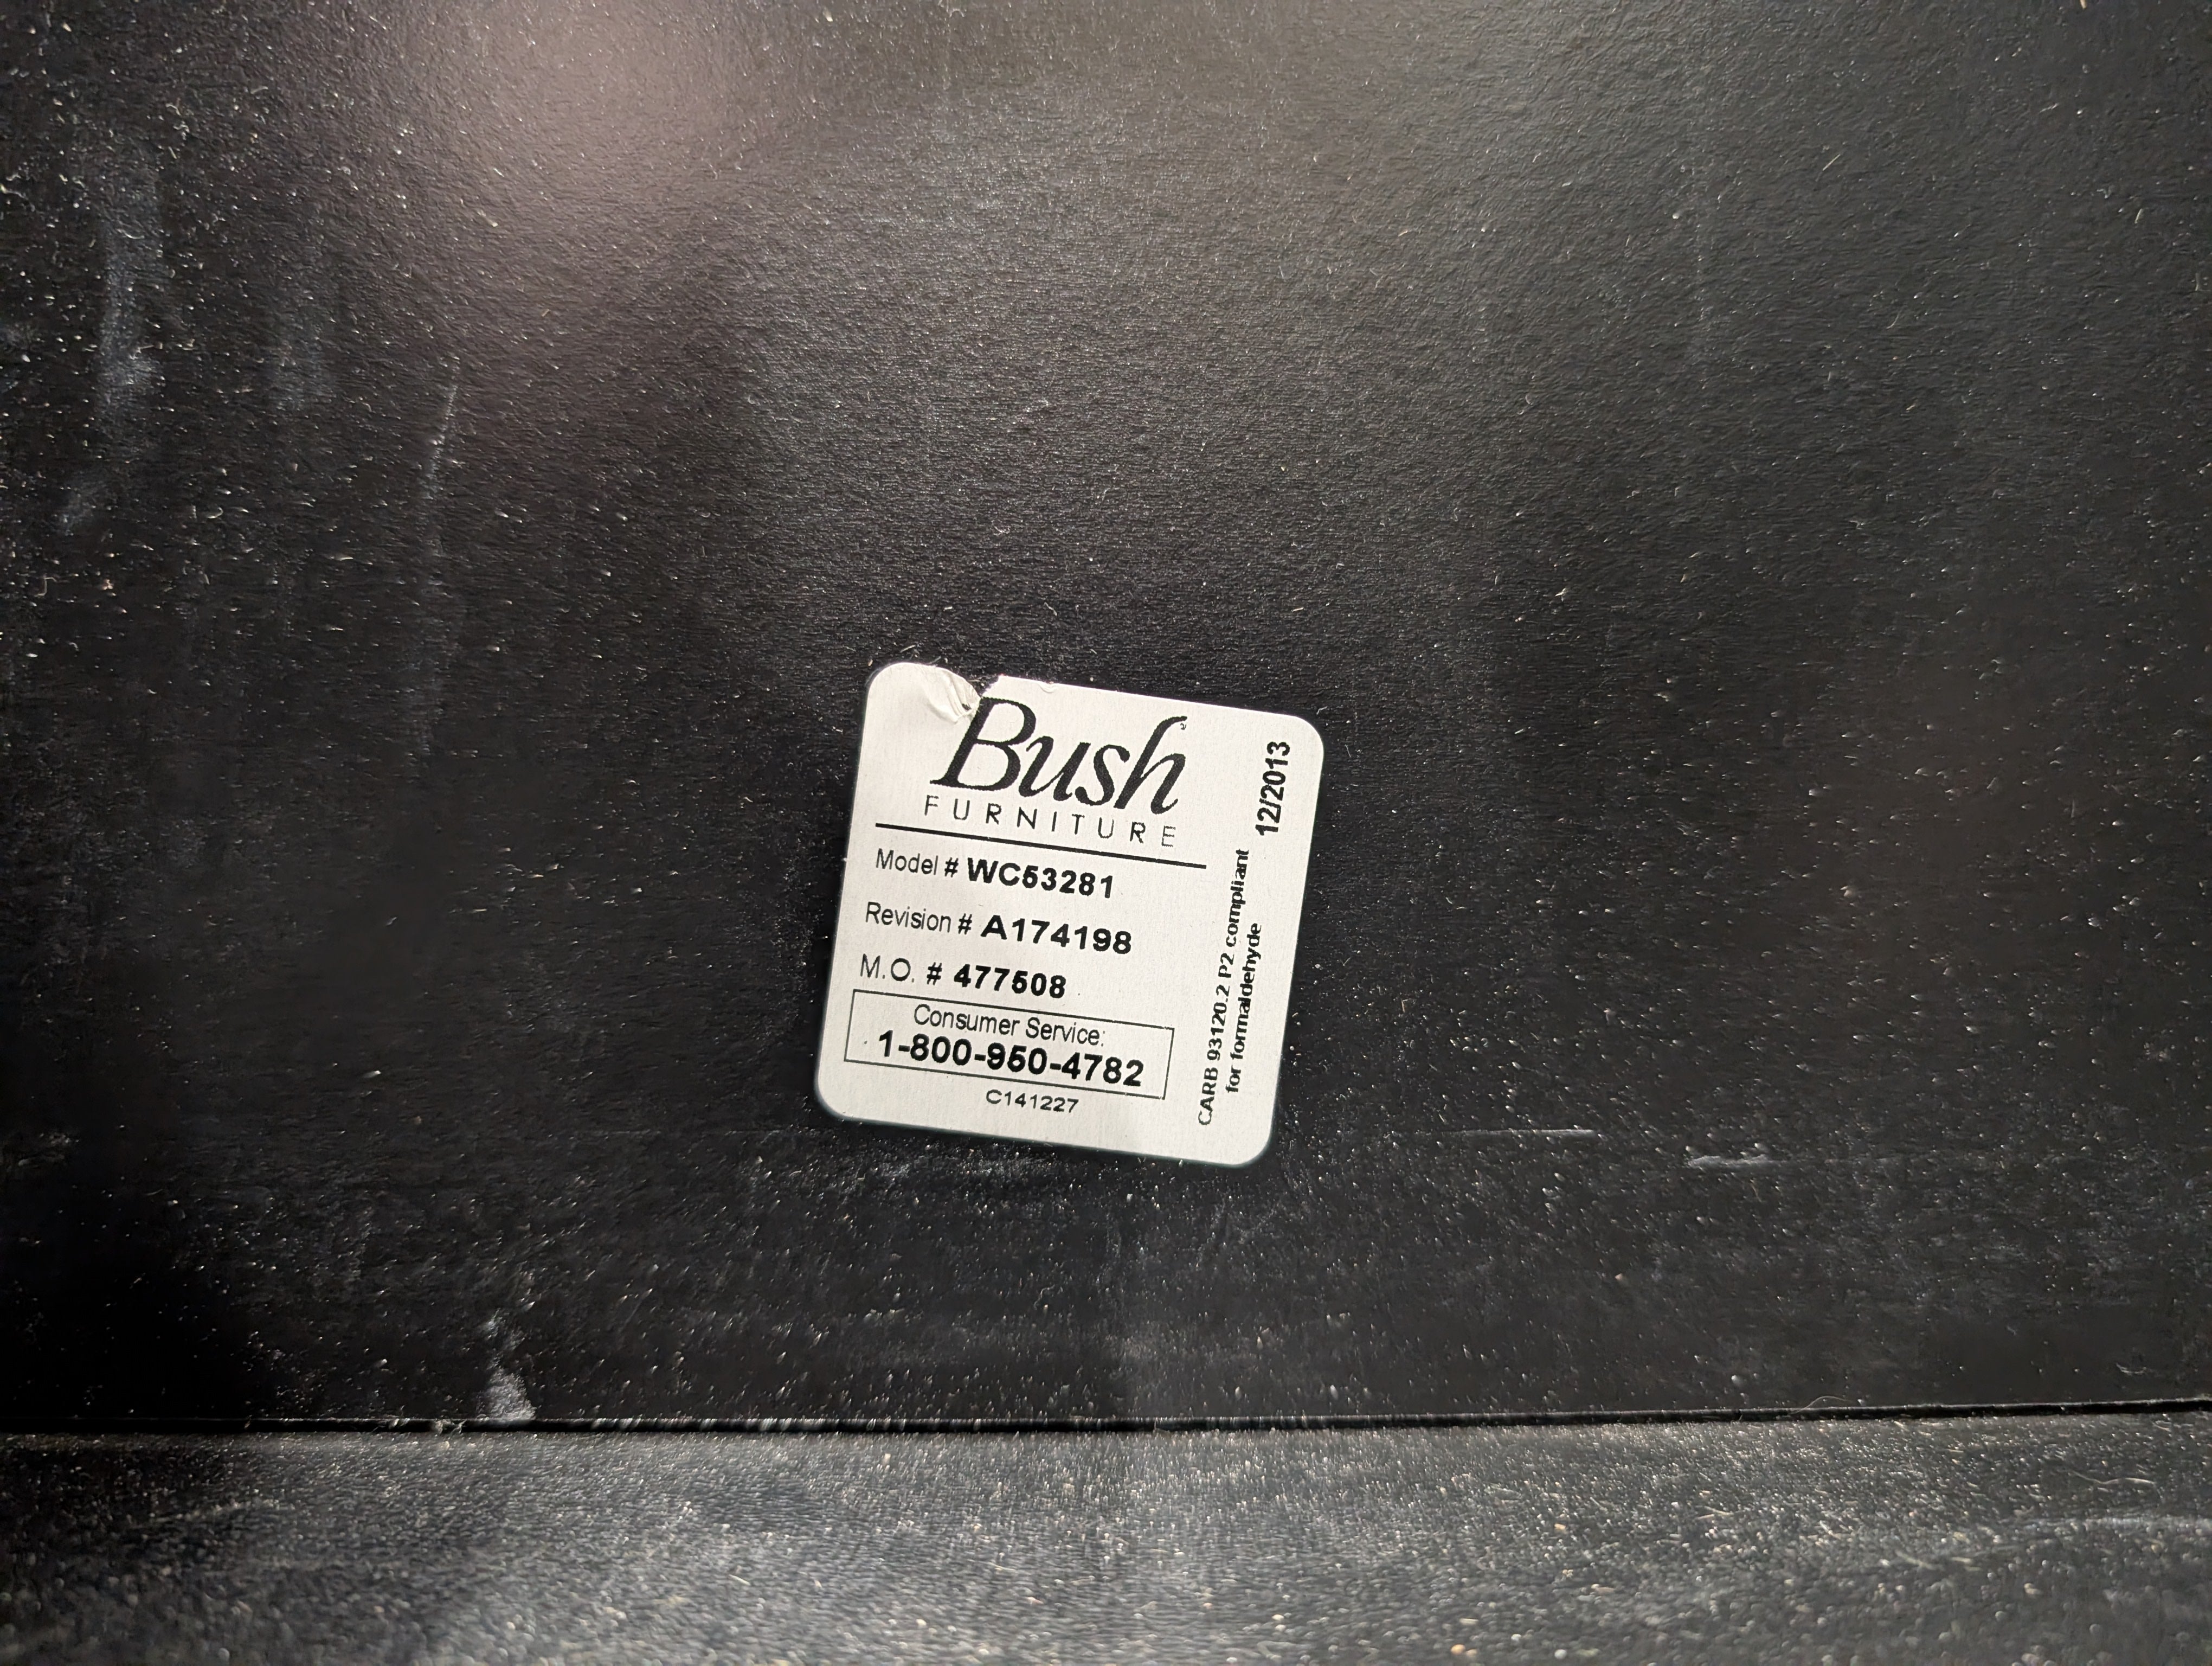 Bush
FURNITURE
Model # WC53281
Revision # A174198
M.O. # 477508
Consumer Service:
1-800-950-4782
C141227
CARB 93120.2 P2 compliant 12/2013
for formaldehyde